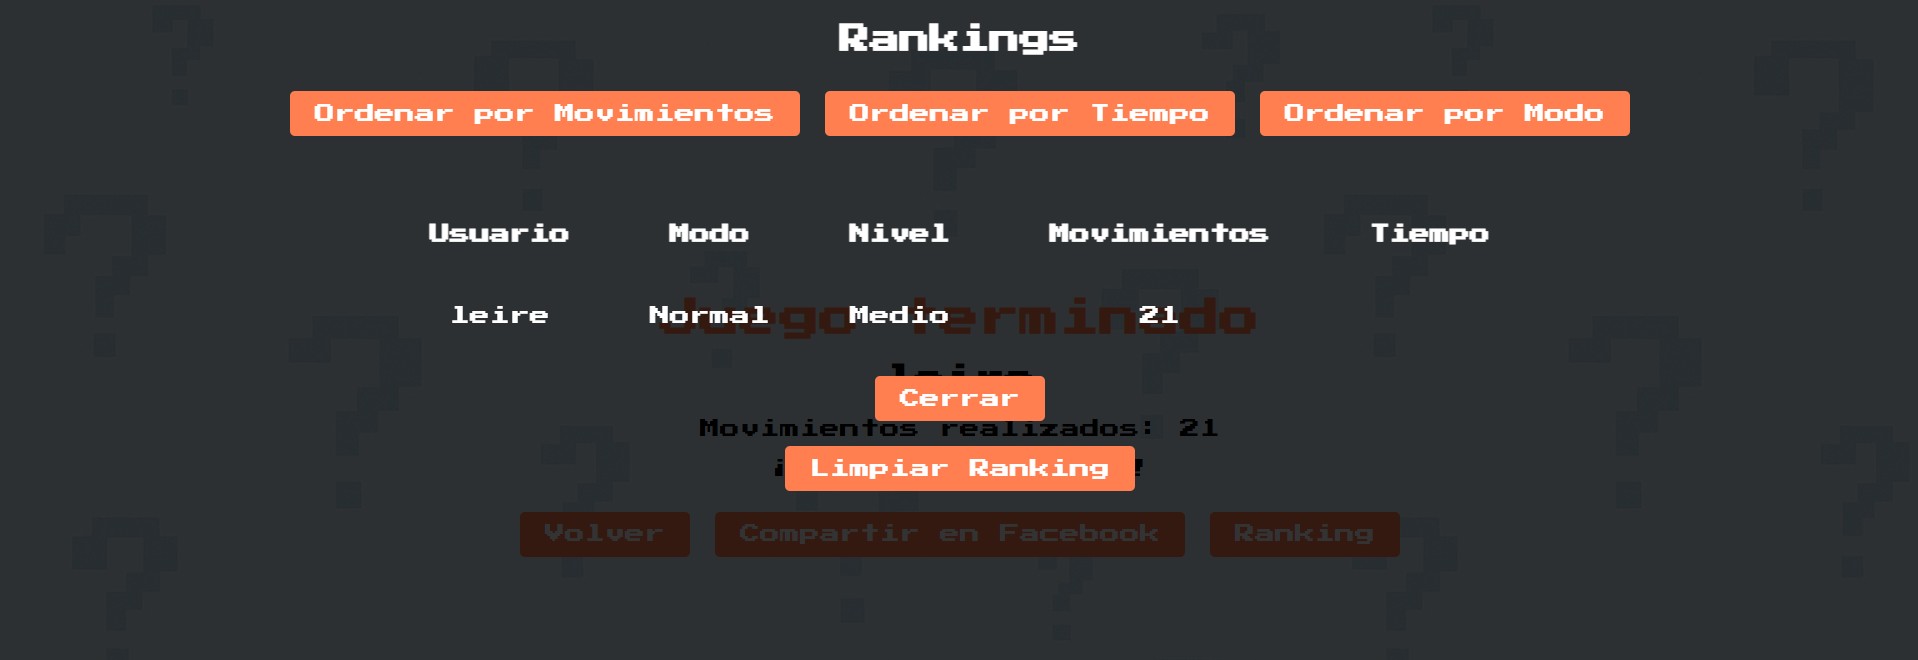 Rankings
Ordenar por Movimientos Ordenar por Tiempo Ordenar por Modo
Usuario Modo Nivel Movimientos Tiempo
leire Normal Medio 21
Juego terminado
leire
Cerrar
Movimientos realizados: 21
Limpiar Ranking
Volver Compartir en Facebook Ranking